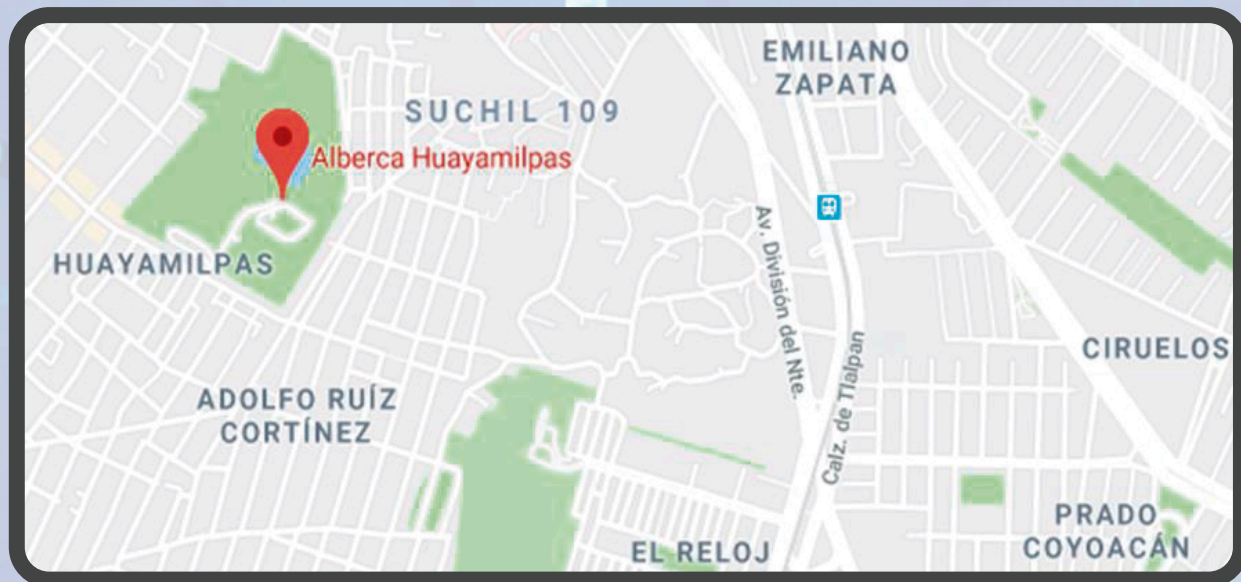 EMILIANO
ZAPATA
SUCHIL 109
Alberca Huayamilpas
Av. División del Nte.
HUAYAMILPAS
CIRUELOS
Calz. de Tlalpan
ADOLFO RUÍZ
CORTÍNEZ
PRADO
COYOACÁN
EL RELOJ